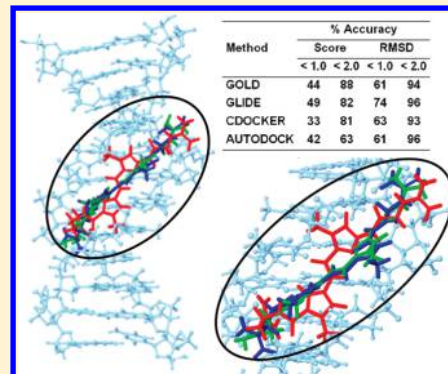 % Accuracy
Method Score RMSD
< 1.0 < 2.0 < 1.0 < 2.0
GOLD 44 88 61 94
GLIDE 49 82 74 96
CDOCKER 33 81 63 93
AUTODOCK 42 63 61 96